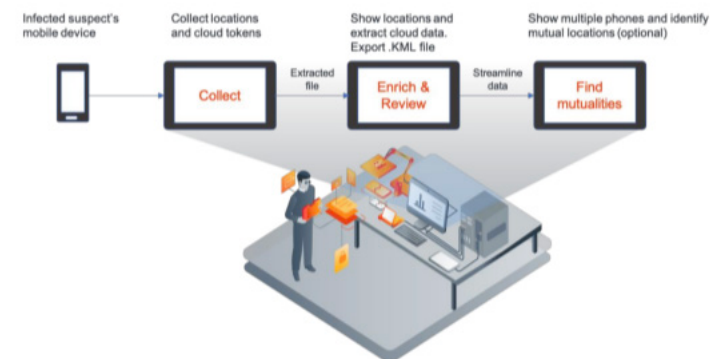 Infected suspect's
mobile device
Collect locations
and cloud tokens
Show locations and
extract cloud data.
Export .KML file
Show multiple phones and identify
mutual locations (optional)
Collect
Extracted
file
Enrich &
Review
Streamline
data
Find
mutualities